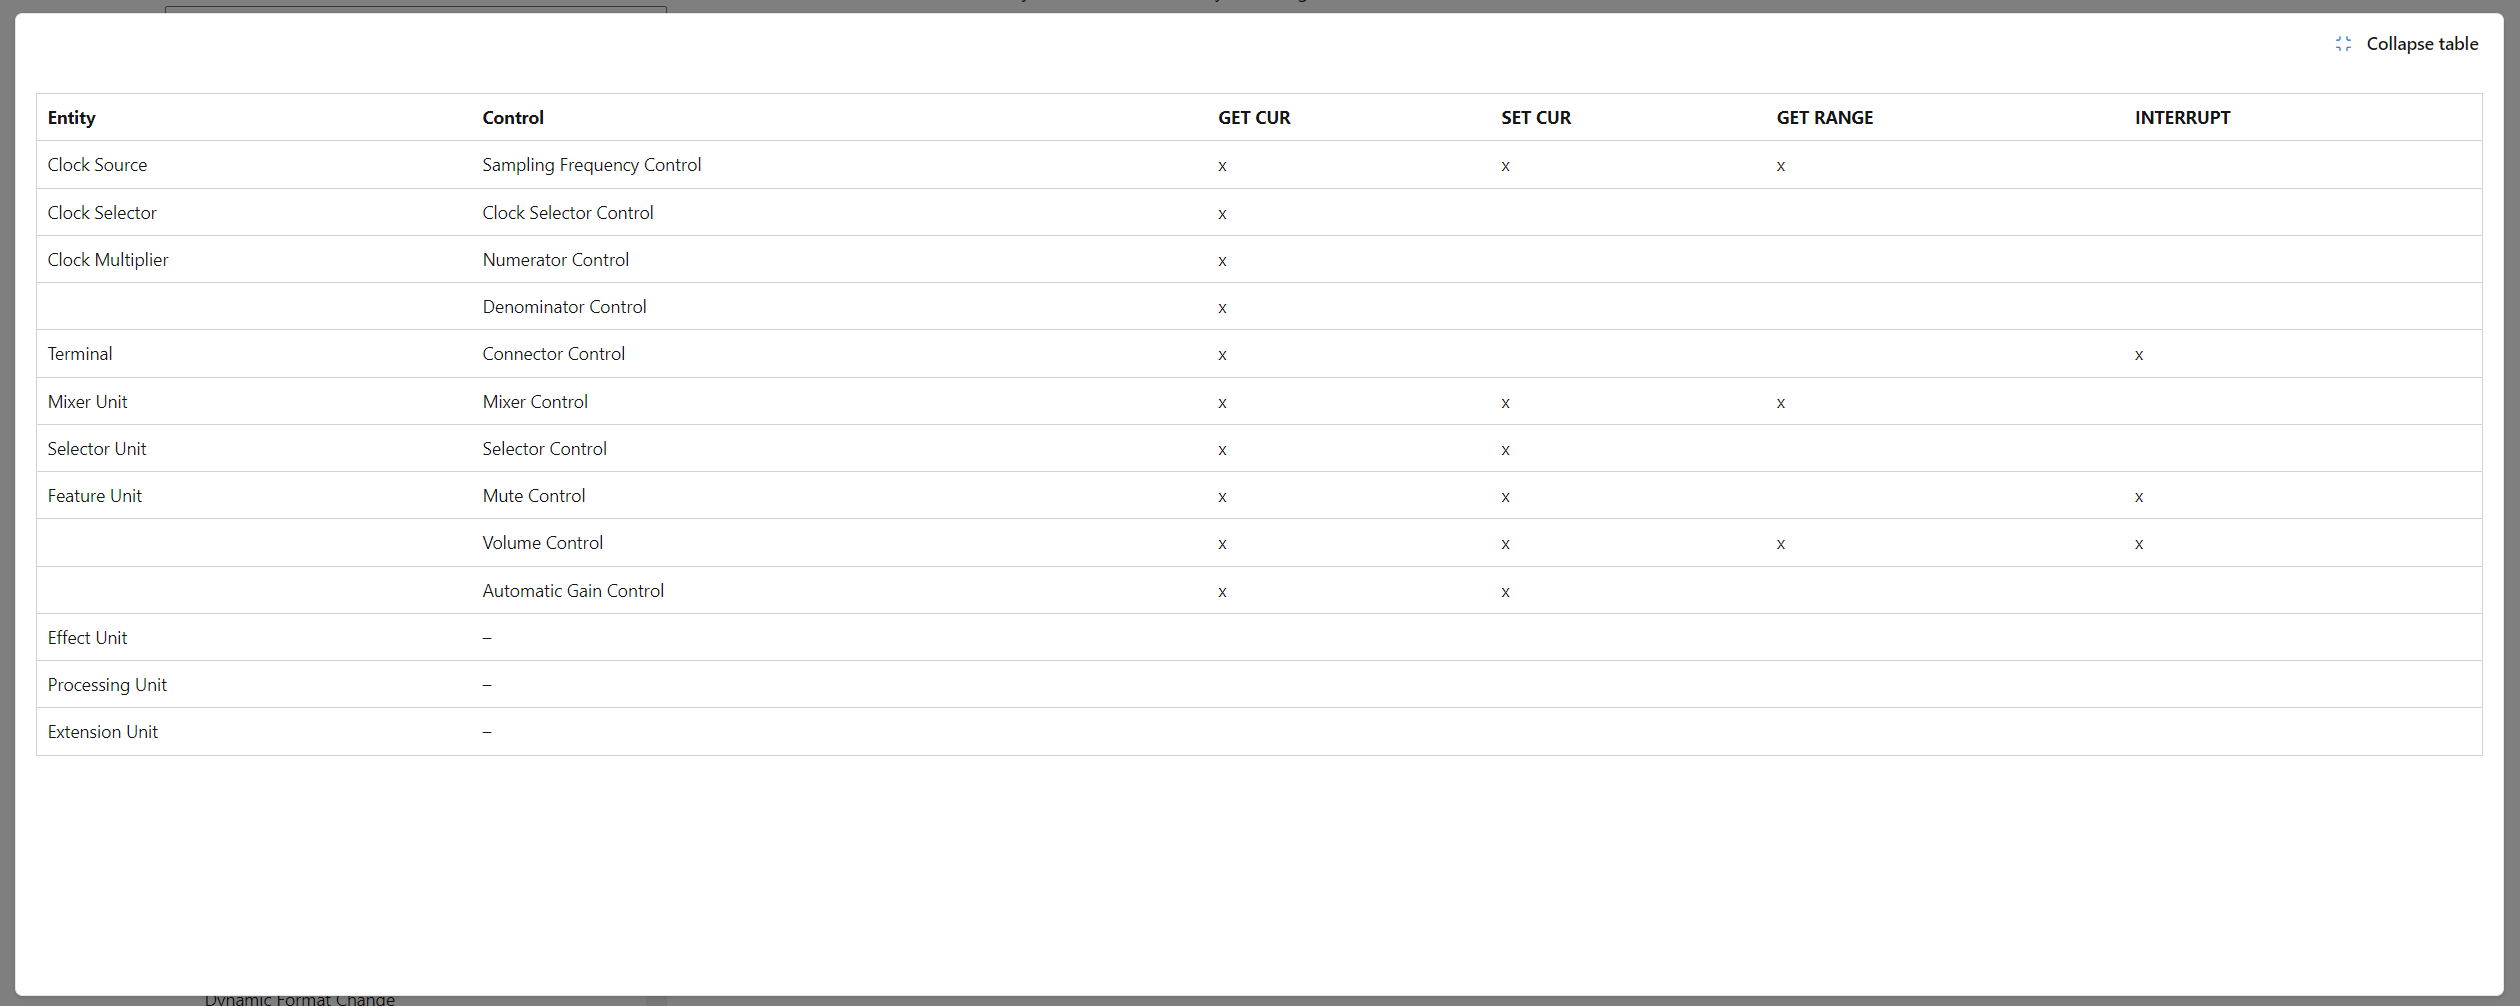 Collapse table
Entity Control GET CUR SET CUR GET RANGE INTERRUPT
Clock Source Sampling Frequency Control x x x
Clock Selector Clock Selector Control x
Clock Multiplier Numerator Control x
Denominator Control x
Terminal Connector Control x x
Mixer Unit Mixer Control x x x
Selector Unit Selector Control x x
Feature Unit Mute Control x x x
Volume Control x x x x
Automatic Gain Control x x
Effect Unit –
Processing Unit –
Extension Unit –
Dynamic Format Change